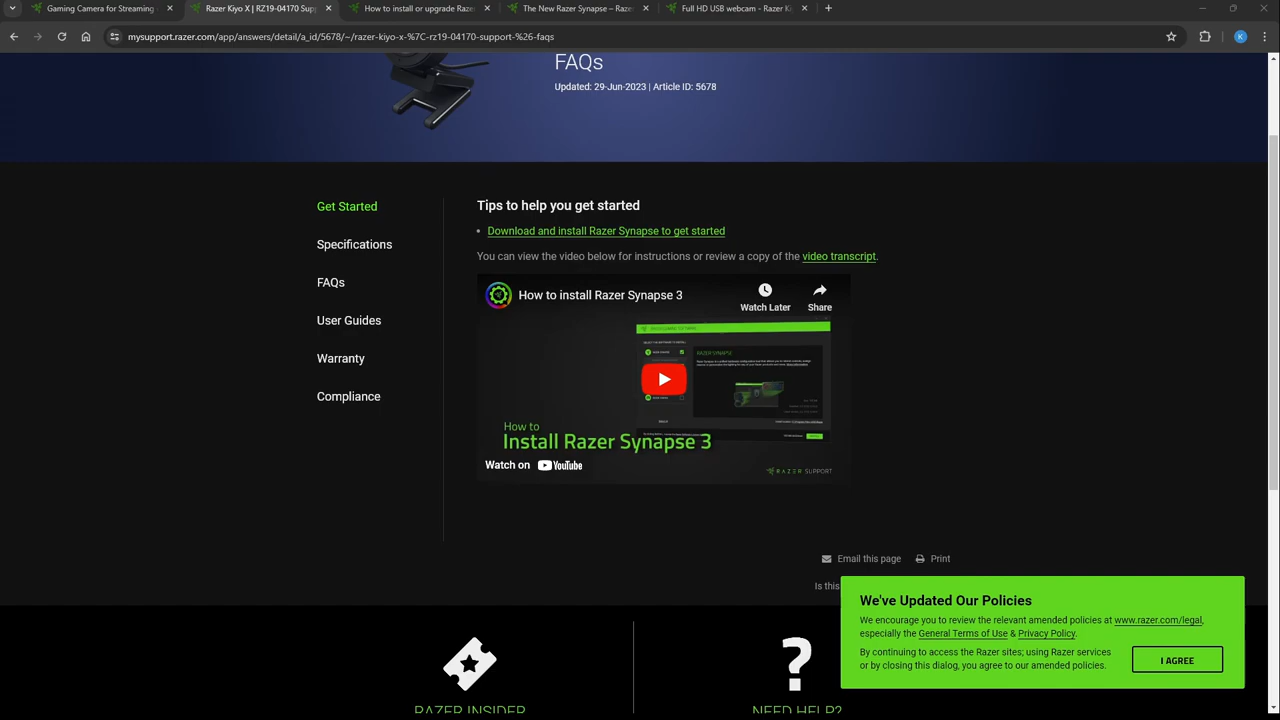 Gaming Camera for Streaming
Razer Kiyo X | RZ19-04170 Supp
How to install or upgrade Razer
The New Razer Synapse – Razer
Full HD USB webcam - Razer Ki
mysupport.razer.com/app/answers/detail/a_id/5678/~/razer-kiyo-x-%7C-rz19-04170-support-%26-faqs
K
FAQs
Updated: 29-Jun-2023 | Article ID: 5678
Get Started
Specifications
FAQs
User Guides
Warranty
Compliance
Tips to help you get started
Download and install Razer Synapse to get started
You can view the video below for instructions or review a copy of the video transcript.
How to install Razer Synapse 3
Watch Later
Share
RAZER SYNAPSE
How to
Install Razer Synapse 3
Watch on YouTube
RAZER SUPPORT
Email this page
Print
Is this
We've Updated Our Policies
We encourage you to review the relevant amended policies at www.razer.com/legal,
especially the General Terms of Use & Privacy Policy.
By continuing to access the Razer sites; using Razer services
or by closing this dialog, you agree to our amended policies.
I AGREE
RAZER INSIDER
NEED HELP?